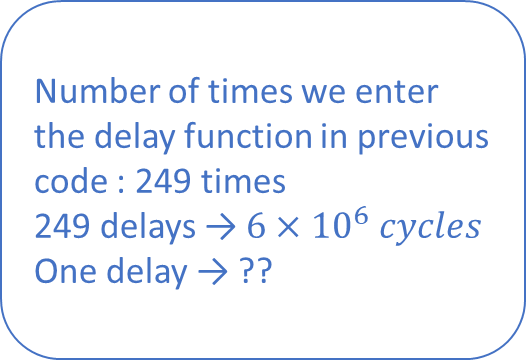 Number of times we enter
the delay function in previous
code : 249 times
249 delays → 6 × 10⁶ cycles
One delay → ??